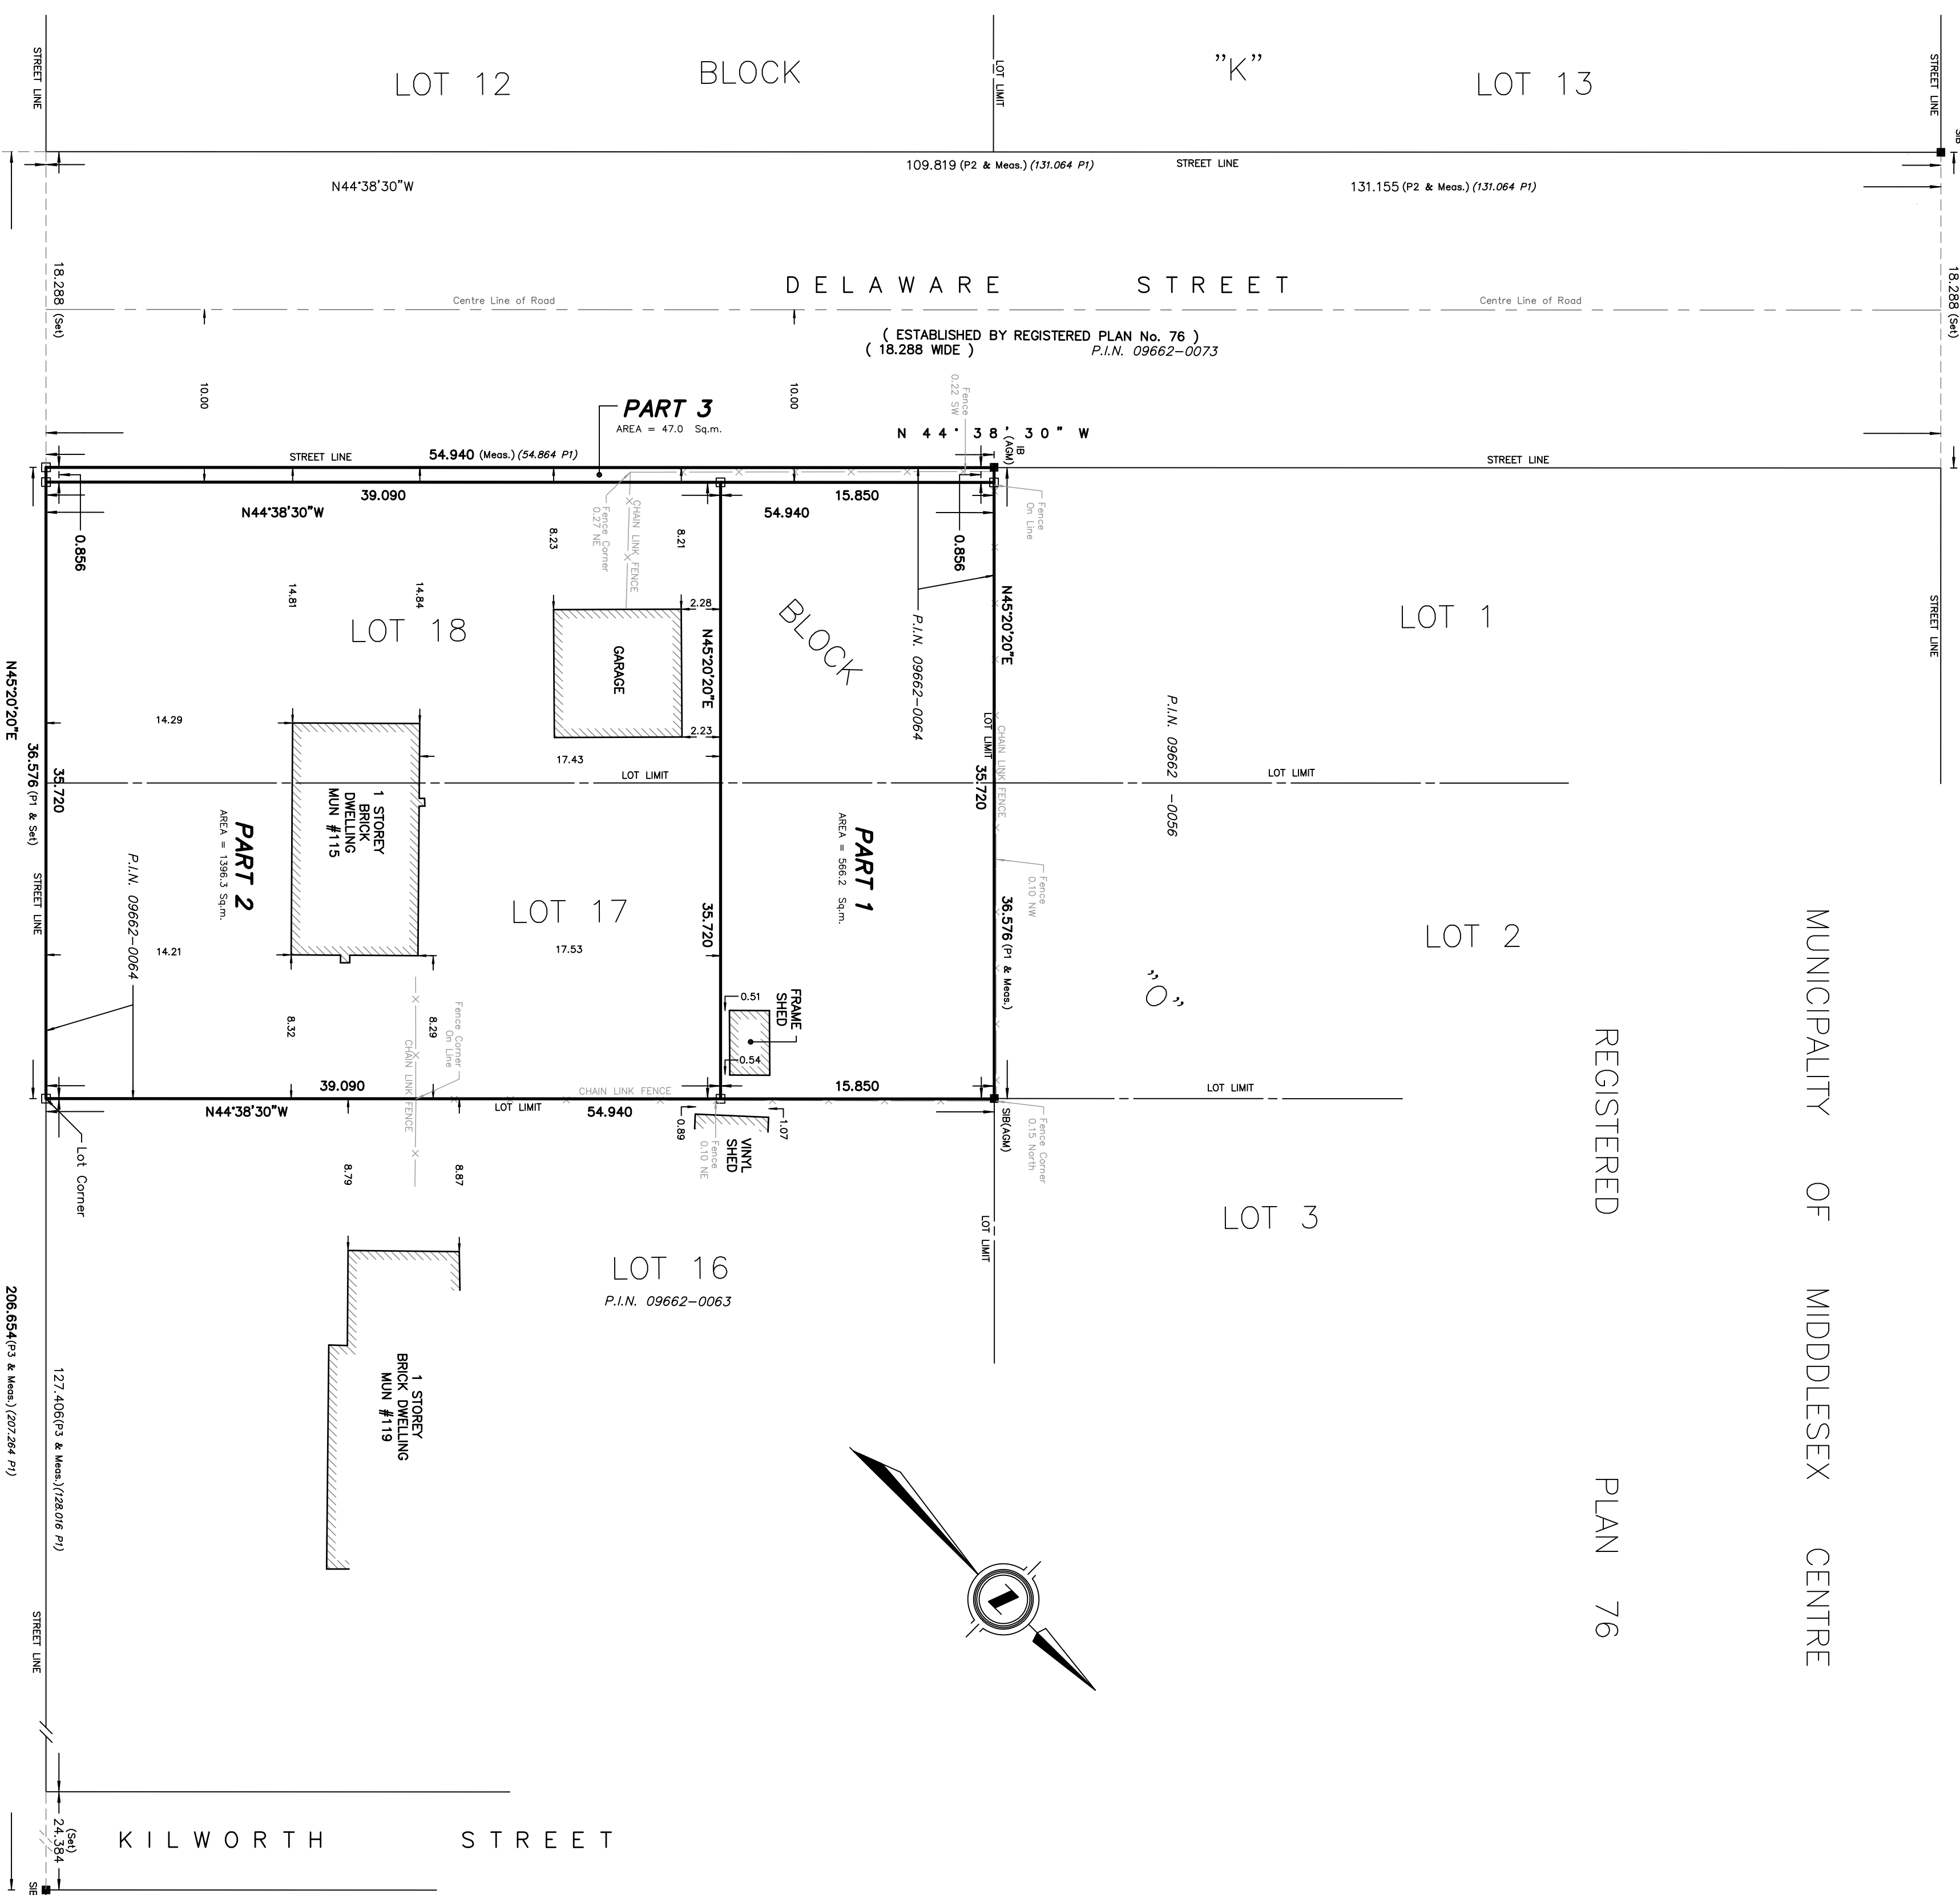 STREET LINE
LOT 12
BLOCK
LOT LIMIT
"K"
LOT 13
STREET LINE
SIB
109.819 (P2 & Meas.) (131.064 P1)
STREET LINE
N44°38'30"W
131.155 (P2 & Meas.) (131.064 P1)
18.288 (Set)
DELAWARE STREET
18.288 (Set)
Centre Line of Road
Centre Line of Road
( ESTABLISHED BY REGISTERED PLAN No. 76 )
( 18.288 WIDE )
P.I.N. 09662-0073
10.00
10.00
Fence
0.22 SW
PART 3
AREA = 47.0 Sq.m.
N 44° 38' 30" W
IB
(AGM)
STREET LINE
54.940 (Meas.) (54.864 P1)
STREET LINE
39.090
15.850
N44°38'30"W
54.940
0.856
0.856
Fence
On Line
Fence Corner
0.27 NE
CHAIN LINK FENCE
8.23
8.21
14.81
14.84
2.28
LOT 18
GARAGE
N45°20'20"E
BLOCK
P.I.N. 09662-0064
N45°20'20"E
LOT 1
STREET LINE
N45°20'20"E
14.29
2.23
17.43
LOT LIMIT
LOT LIMIT
CHAIN LINK FENCE
P.I.N. 09662 -0056
LOT LIMIT
36.576 (P1 & Set)
35.720
35.720
1 STOREY
BRICK
DWELLING
MUN #115
PART 2
AREA = 1396.3 Sq.m.
PART 1
AREA = 566.2 Sq.m.
Fence
0.10 NW
STREET LINE
P.I.N. 09662-0064
LOT 17
35.720
36.576 (P1 & Meas.)
LOT 2
14.21
17.53
"O"
MUNICIPALITY OF MIDDDLESEX CENTRE
REGISTERED PLAN 76
FRAME
SHED
0.51
0.54
8.32
8.29
Fence Corner
On Line
CHAIN LINK FENCE
39.090
CHAIN LINK FENCE
15.850
LOT LIMIT
N44°38'30"W
LOT LIMIT
54.940
SIB(AGM)
0.89
1.07
VINYL
SHED
Fence
0.10 NE
Fence Corner
0.15 North
Lot Corner
8.79
8.87
LOT 3
LOT LIMIT
LOT 16
P.I.N. 09662-0063
1 STOREY
BRICK DWELLING
MUN #119
206.654(P3 & Meas.) (207.264 P1)
127.406(P3 & Meas.)(128.016 P1)
STREET LINE
24.384
(Set)
KILWORTH STREET
SIB